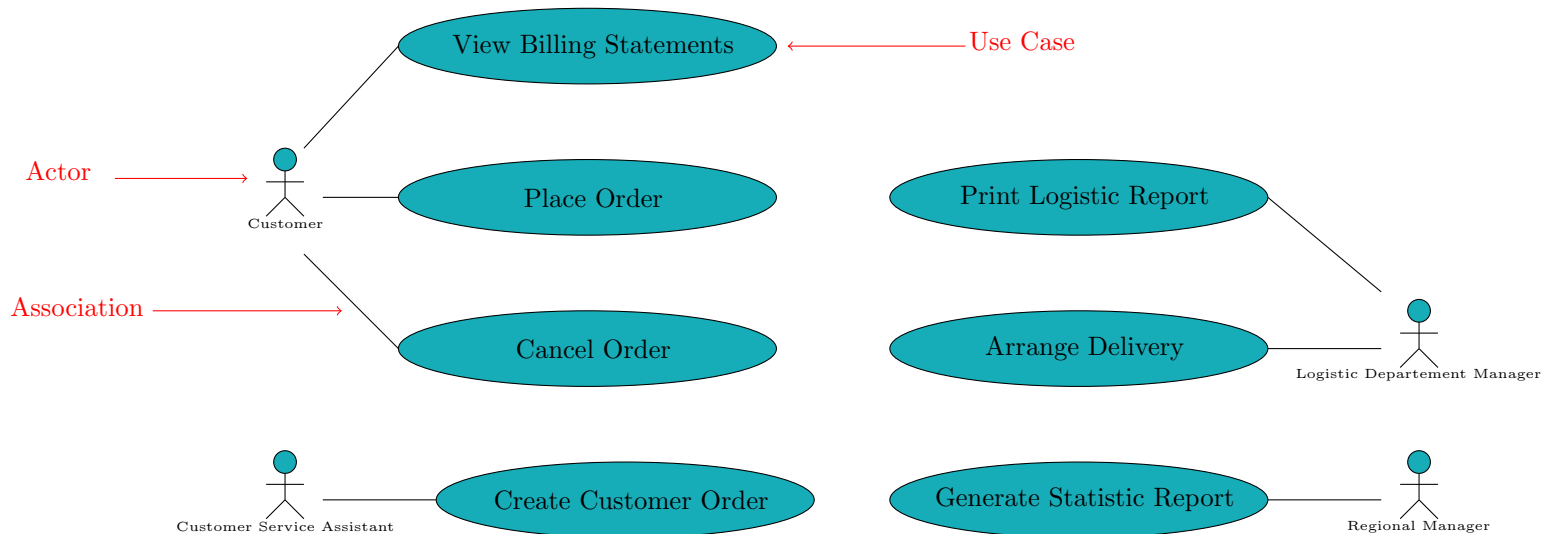 View Billing Statements
Use Case
Actor
Customer
Place Order
Print Logistic Report
Association
Cancel Order
Arrange Delivery
Logistic Departement Manager
Customer Service Assistant
Create Customer Order
Generate Statistic Report
Regional Manager